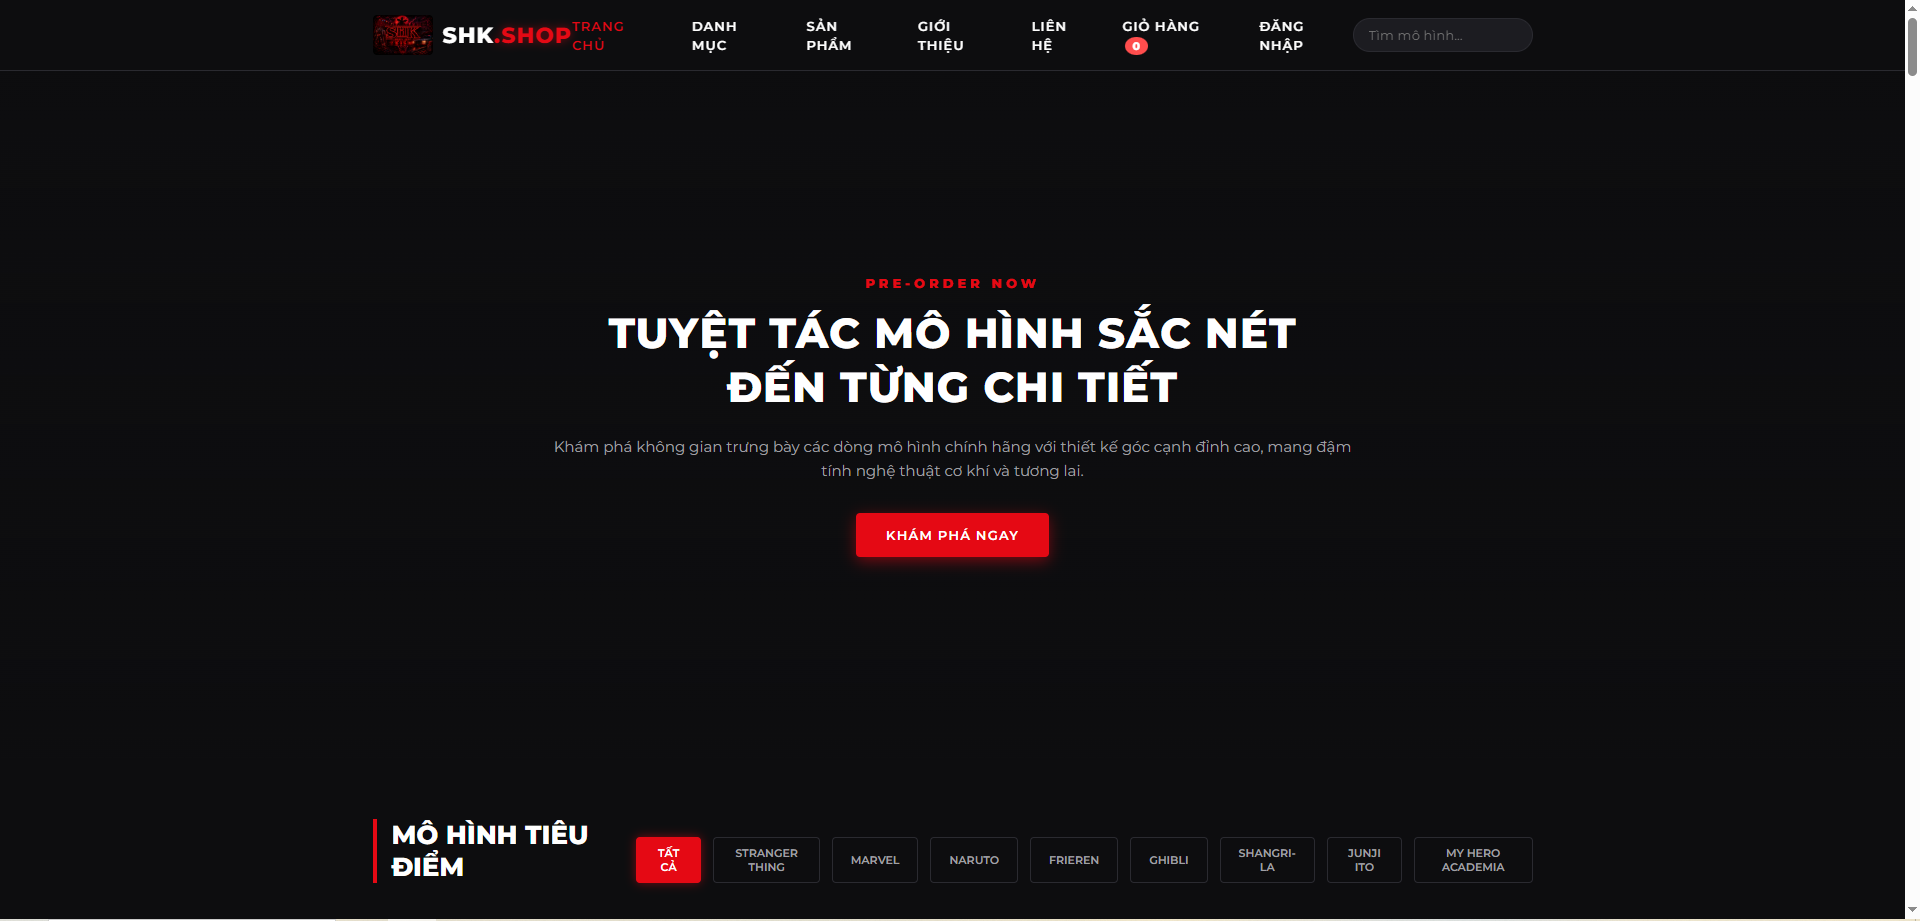 SHK.SHOP
TRANG
CHỦ
DANH
MỤC
SẢN
PHẨM
GIỚI
THIỆU
LIÊN
HỆ
GIỎ HÀNG
0
ĐĂNG
NHẬP
Tìm mô hình...
PRE-ORDER NOW
TUYỆT TÁC MÔ HÌNH SẮC NÉT
ĐẾN TỪNG CHI TIẾT
Khám phá không gian trưng bày các dòng mô hình chính hãng với thiết kế góc cạnh đỉnh cao, mang đậm
tính nghệ thuật cơ khí và tương lai.
KHÁM PHÁ NGAY
MÔ HÌNH TIÊU
ĐIỂM
TẤT
CẢ
STRANGER
THING
MARVEL
NARUTO
FRIEREN
GHIBLI
SHANGRI-
LA
JUNJI
ITO
MY HERO
ACADEMIA